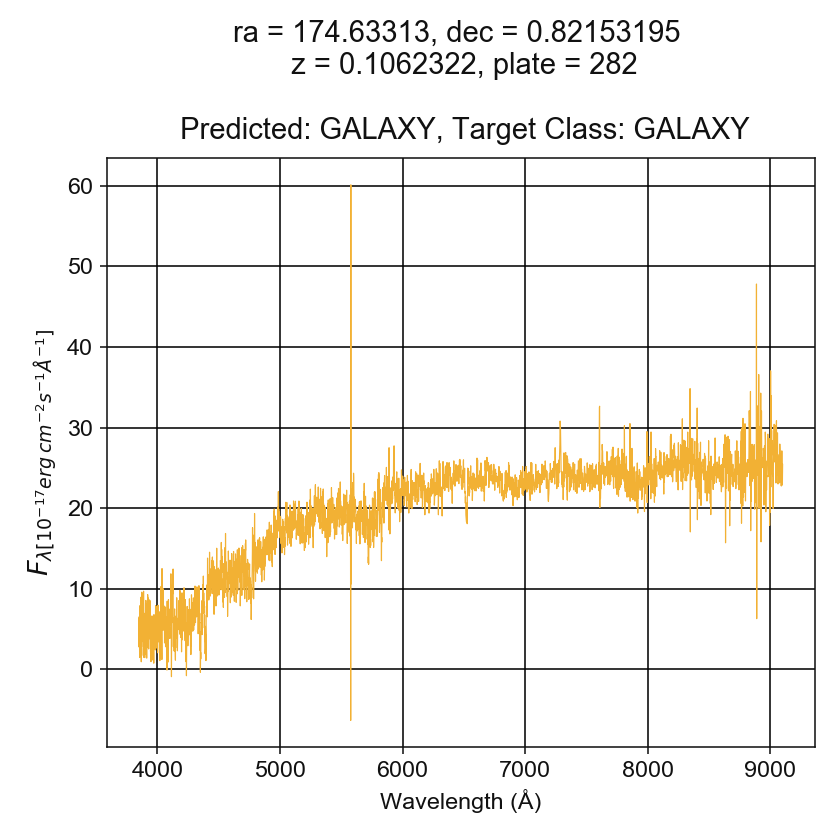 ra = 174.63313, dec = 0.82153195
z = 0.1062322, plate = 282
Predicted: GALAXY, Target Class: GALAXY
60
50
40
30
20
10
0
F_λ[10⁻¹⁷erg cm⁻²s⁻¹Å⁻¹]
4000 5000 6000 7000 8000 9000
Wavelength (Å)